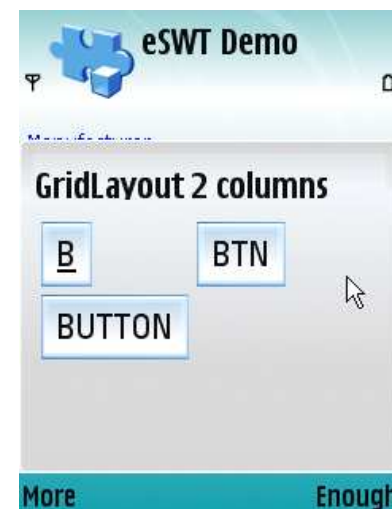 eSWT Demo
GridLayout 2 columns
B
BTN
BUTTON
More
Enough